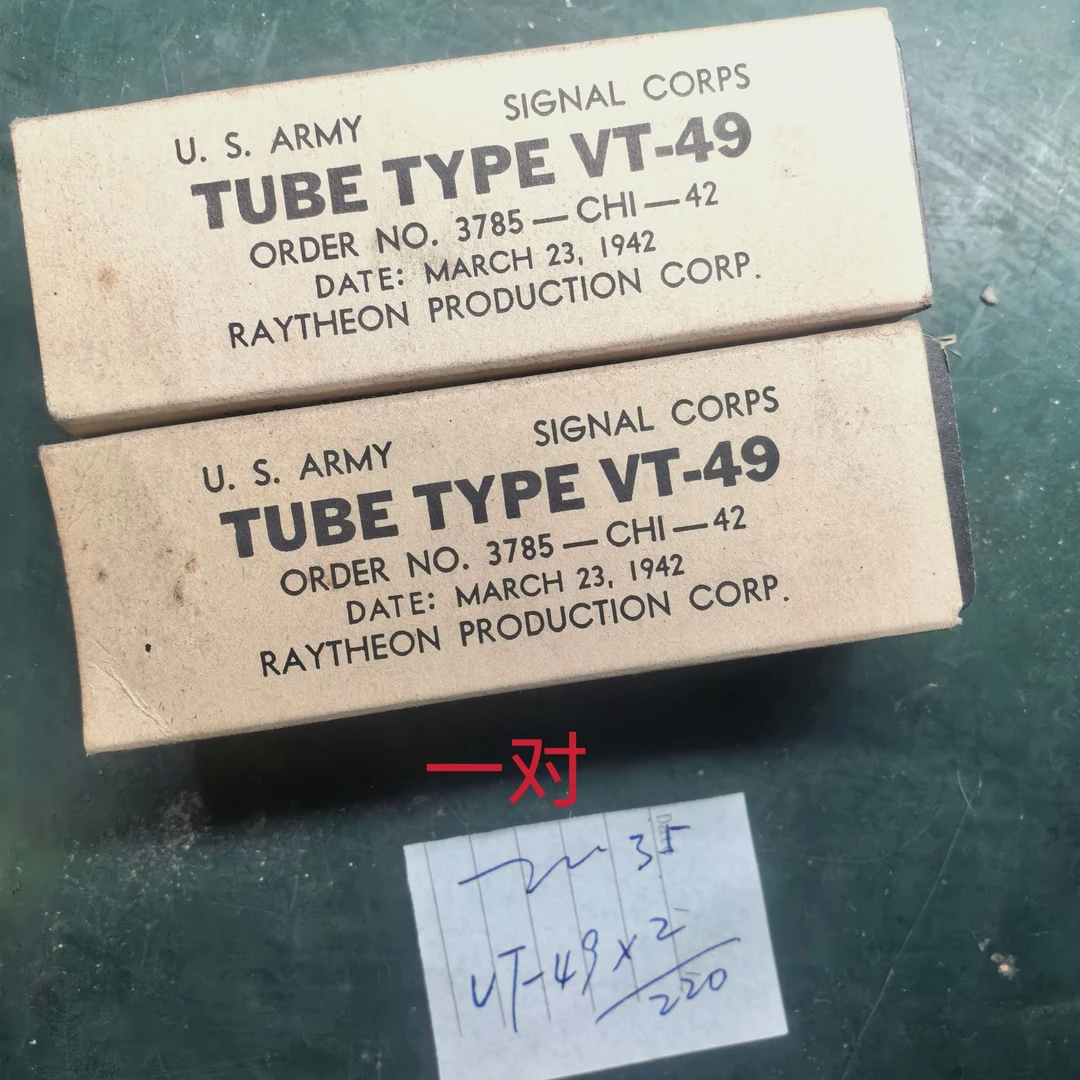 U. S. ARMY SIGNAL CORPS
TUBE TYPE VT-49
ORDER NO. 3785 — CHI — 42
DATE: MARCH 23, 1942
RAYTHEON PRODUCTION CORP.
U. S. ARMY SIGNAL CORPS
TUBE TYPE VT-49
ORDER NO. 3785 — CHI — 42
DATE: MARCH 23, 1942
RAYTHEON PRODUCTION CORP.
一对
35
VT-49 x 2
220